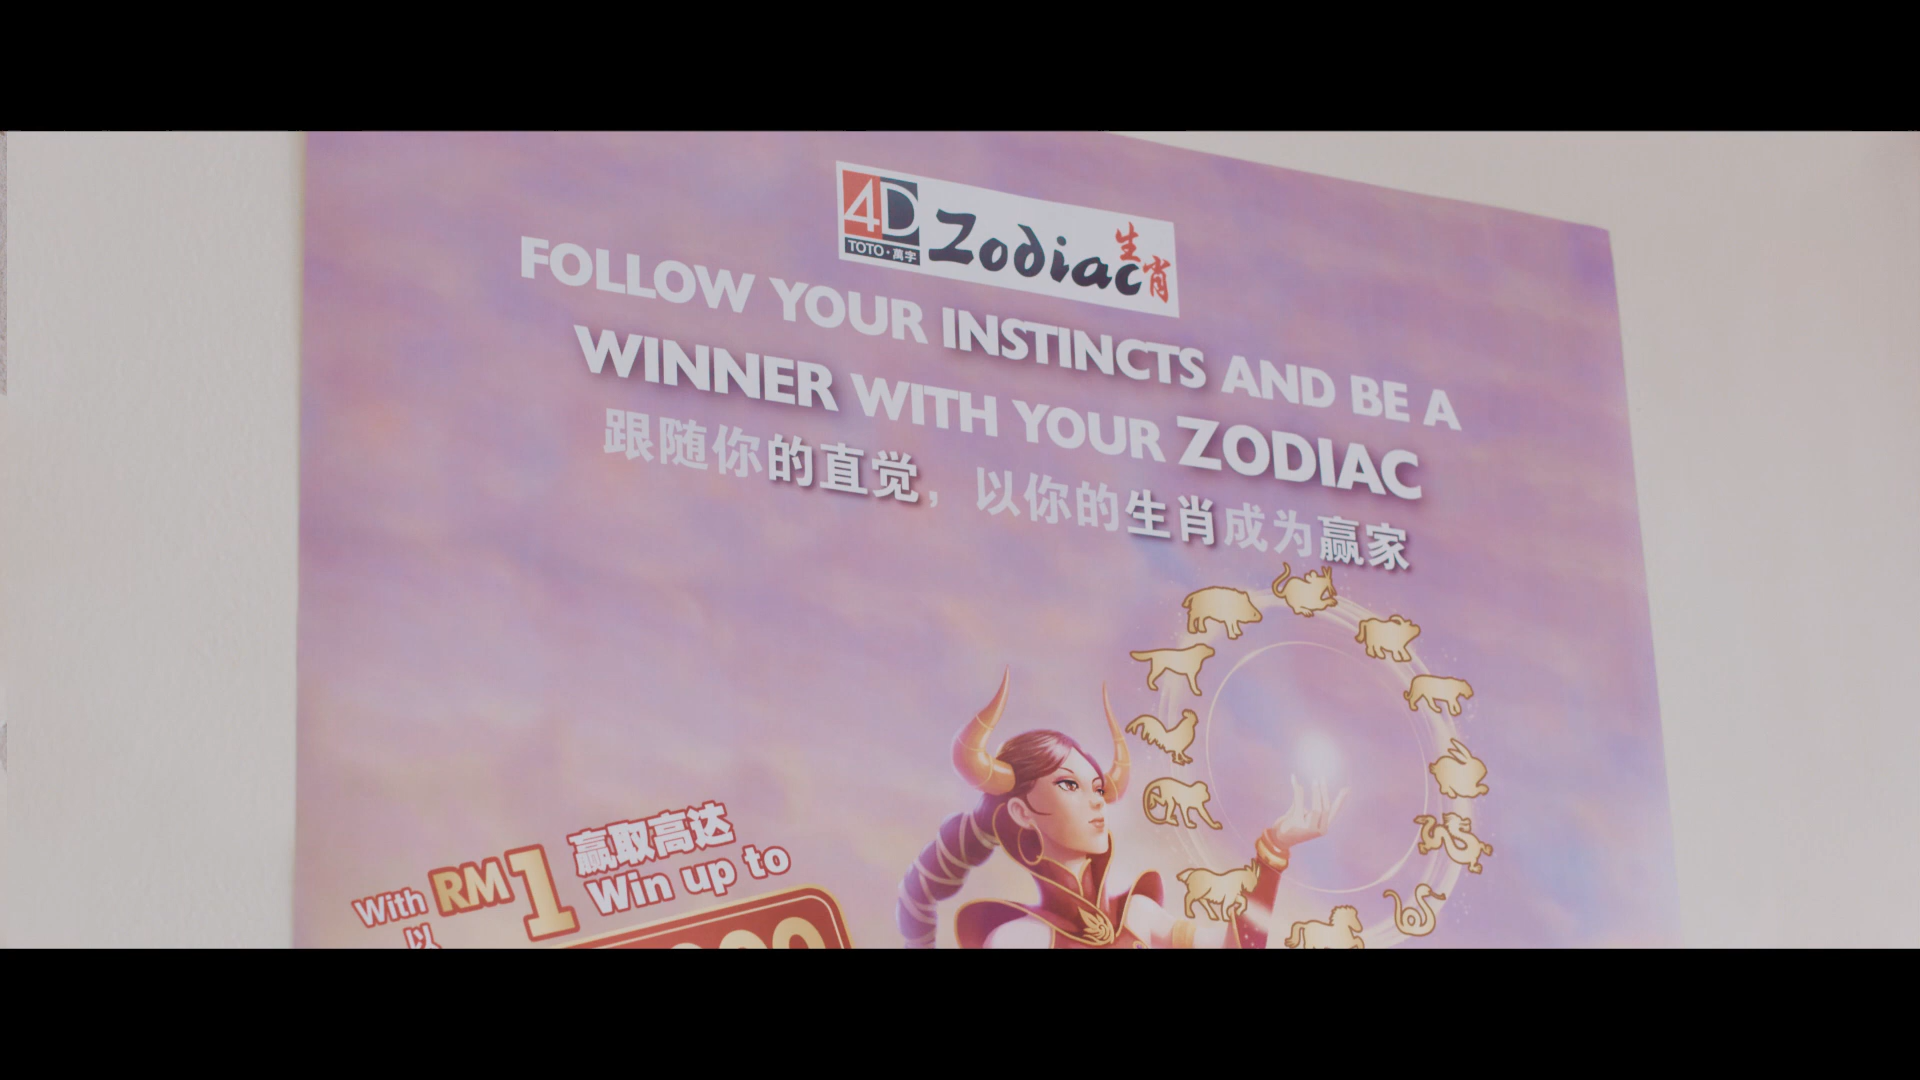 4D
TOTO·萬字
Zodiac生肖
FOLLOW YOUR INSTINCTS AND BE A
WINNER WITH YOUR ZODIAC
跟随你的直觉，以你的生肖成为赢家
With RM1
以
赢取高达
Win up to